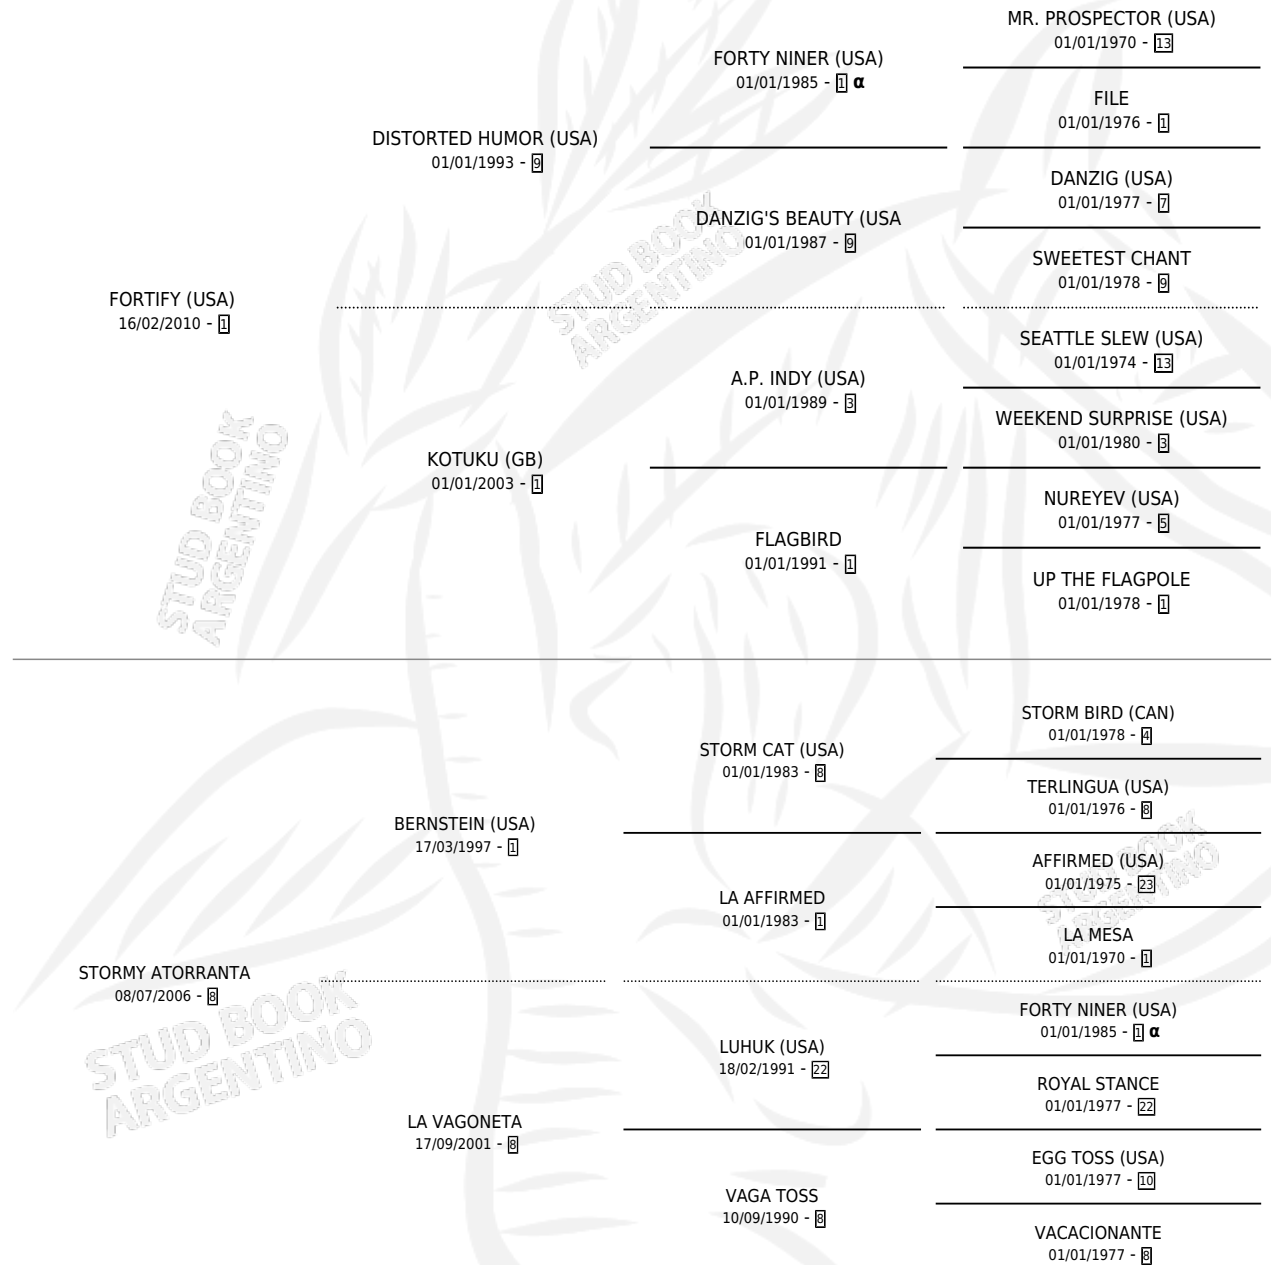 MR. PROSPECTOR (USA)
01/01/1970 - 13
FORTY NINER (USA)
01/01/1985 - 1 α
FILE
01/01/1976 - 1
DISTORTED HUMOR (USA)
01/01/1993 - 9
DANZIG (USA)
01/01/1977 - 7
DANZIG'S BEAUTY (USA
01/01/1987 - 9
SWEETEST CHANT
01/01/1978 - 9
FORTIFY (USA)
16/02/2010 - 1
SEATTLE SLEW (USA)
01/01/1974 - 13
A.P. INDY (USA)
01/01/1989 - 3
WEEKEND SURPRISE (USA)
01/01/1980 - 3
KOTUKU (GB)
01/01/2003 - 1
NUREYEV (USA)
01/01/1977 - 5
FLAGBIRD
01/01/1991 - 1
UP THE FLAGPOLE
01/01/1978 - 1
STORM BIRD (CAN)
01/01/1978 - 4
STORM CAT (USA)
01/01/1983 - 8
TERLINGUA (USA)
01/01/1976 - 8
BERNSTEIN (USA)
17/03/1997 - 1
AFFIRMED (USA)
01/01/1975 - 23
LA AFFIRMED
01/01/1983 - 1
LA MESA
01/01/1970 - 1
STORMY ATORRANTA
08/07/2006 - 8
FORTY NINER (USA)
01/01/1985 - 1 α
LUHUK (USA)
18/02/1991 - 22
ROYAL STANCE
01/01/1977 - 22
LA VAGONETA
17/09/2001 - 8
EGG TOSS (USA)
01/01/1977 - 10
VAGA TOSS
10/09/1990 - 8
VACACIONANTE
01/01/1977 - 8
STUD BOOK
ARGENTINO
STUD BOOK
ARGENTINO
STUD BOOK
ARGENTINO
STUD BOOK
ARGENTINO